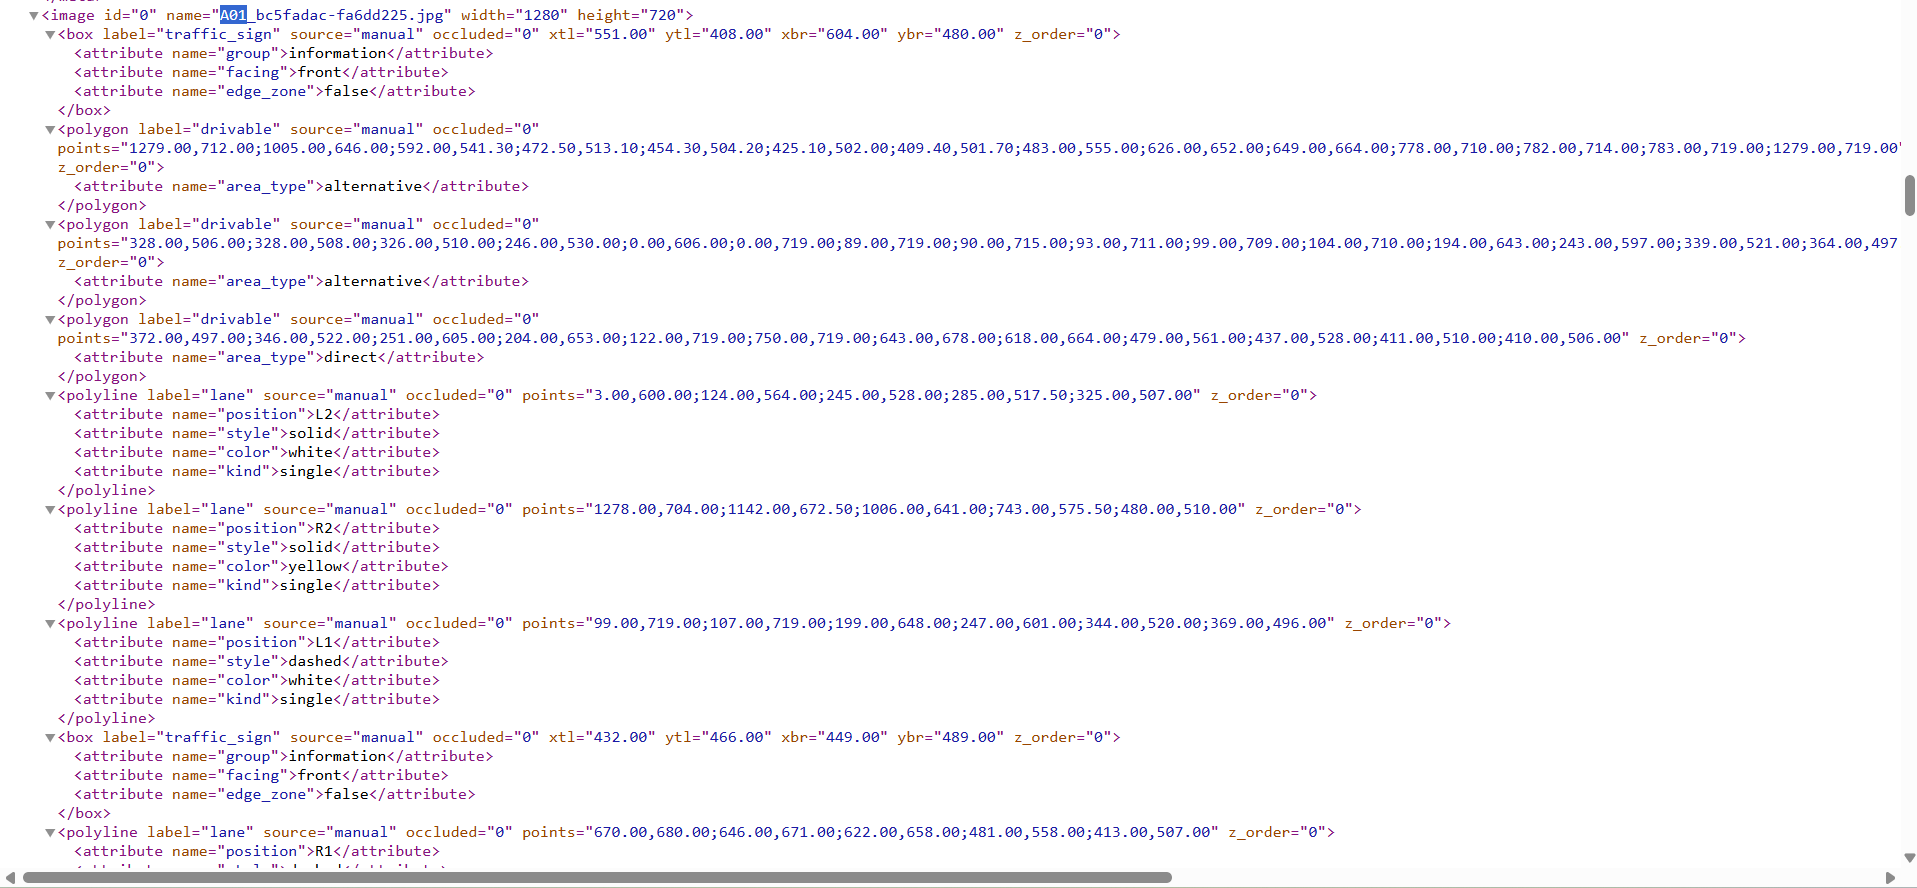 ▼<image id="0" name="A01_bc5fadac-fa6dd225.jpg" width="1280" height="720">
▼<box label="traffic_sign" source="manual" occluded="0" xtl="551.00" ytl="408.00" xbr="604.00" ybr="480.00" z_order="0">
<attribute name="group">information</attribute>
<attribute name="facing">front</attribute>
<attribute name="edge_zone">false</attribute>
</box>
▼<polygon label="drivable" source="manual" occluded="0"
points="1279.00,712.00;1005.00,646.00;592.00,541.30;472.50,513.10;454.30,504.20;425.10,502.00;409.40,501.70;483.00,555.00;626.00,652.00;649.00,664.00;778.00,710.00;782.00,714.00;783.00,719.00;1279.00,719.00"
z_order="0">
<attribute name="area_type">alternative</attribute>
</polygon>
▼<polygon label="drivable" source="manual" occluded="0"
points="328.00,506.00;328.00,508.00;326.00,510.00;246.00,530.00;0.00,606.00;0.00,719.00;89.00,719.00;90.00,715.00;93.00,711.00;99.00,709.00;104.00,710.00;194.00,643.00;243.00,597.00;339.00,521.00;364.00,497
z_order="0">
<attribute name="area_type">alternative</attribute>
</polygon>
▼<polygon label="drivable" source="manual" occluded="0"
points="372.00,497.00;346.00,522.00;251.00,605.00;204.00,653.00;122.00,719.00;750.00,719.00;643.00,678.00;618.00,664.00;479.00,561.00;437.00,528.00;411.00,510.00;410.00,506.00" z_order="0">
<attribute name="area_type">direct</attribute>
</polygon>
▼<polyline label="lane" source="manual" occluded="0" points="3.00,600.00;124.00,564.00;245.00,528.00;285.00,517.50;325.00,507.00" z_order="0">
<attribute name="position">L2</attribute>
<attribute name="style">solid</attribute>
<attribute name="color">white</attribute>
<attribute name="kind">single</attribute>
</polyline>
▼<polyline label="lane" source="manual" occluded="0" points="1278.00,704.00;1142.00,672.50;1006.00,641.00;743.00,575.50;480.00,510.00" z_order="0">
<attribute name="position">R2</attribute>
<attribute name="style">solid</attribute>
<attribute name="color">yellow</attribute>
<attribute name="kind">single</attribute>
</polyline>
▼<polyline label="lane" source="manual" occluded="0" points="99.00,719.00;107.00,719.00;199.00,648.00;247.00,601.00;344.00,520.00;369.00,496.00" z_order="0">
<attribute name="position">L1</attribute>
<attribute name="style">dashed</attribute>
<attribute name="color">white</attribute>
<attribute name="kind">single</attribute>
</polyline>
▼<box label="traffic_sign" source="manual" occluded="0" xtl="432.00" ytl="466.00" xbr="449.00" ybr="489.00" z_order="0">
<attribute name="group">information</attribute>
<attribute name="facing">front</attribute>
<attribute name="edge_zone">false</attribute>
</box>
▼<polyline label="lane" source="manual" occluded="0" points="670.00,680.00;646.00,671.00;622.00,658.00;481.00,558.00;413.00,507.00" z_order="0">
<attribute name="position">R1</attribute>